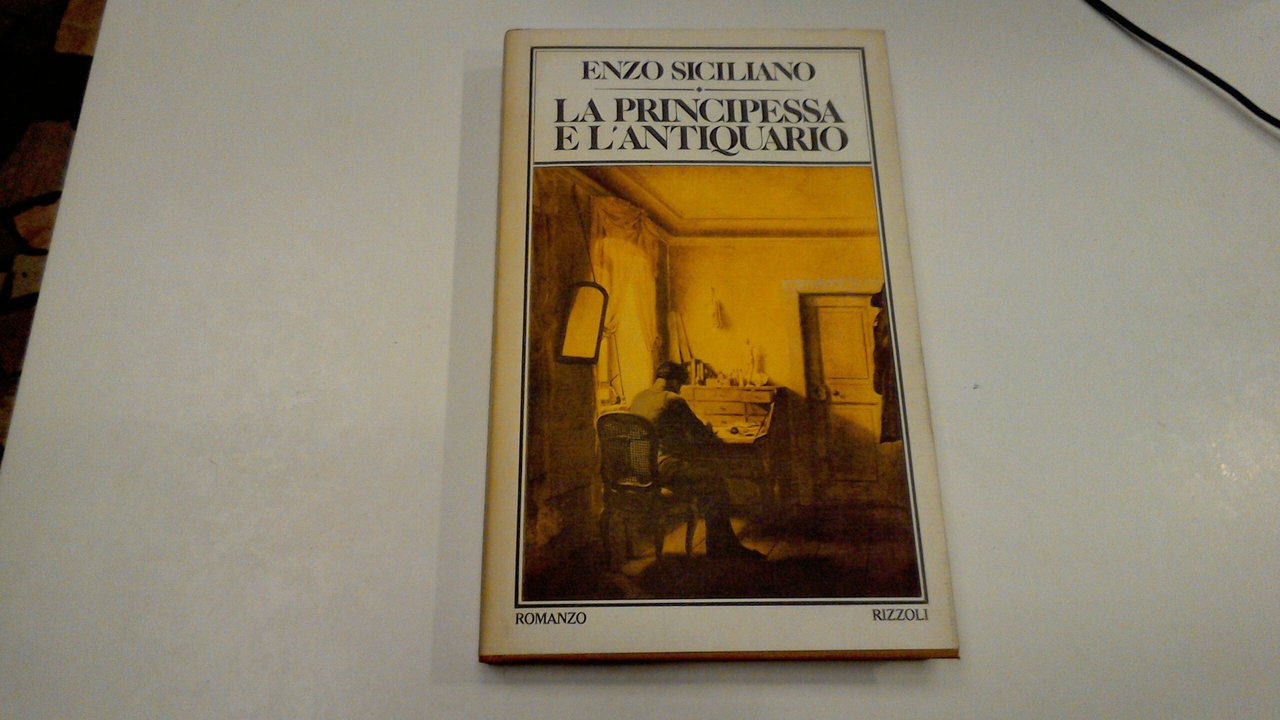 ENZO SICILIANO
LA PRINCIPESSA
E L'ANTIQUARIO
ROMANZO
RIZZOLI